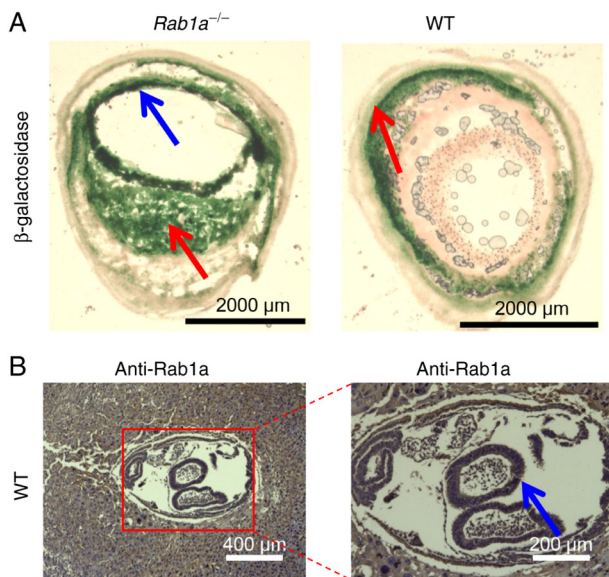 A
Rab1a⁻/⁻
WT
β-galactosidase
2000 µm
2000 µm
B
Anti-Rab1a
Anti-Rab1a
WT
400 µm
200 µm